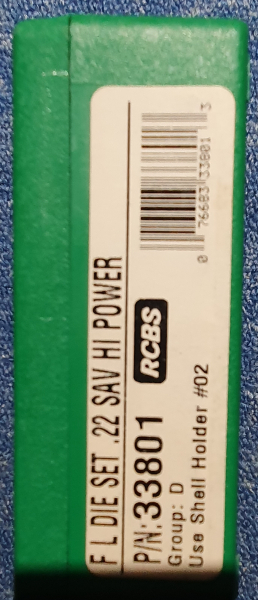 F L DIE SET .22 SAV HI POWER
P/N: 33801 RCBS
Group: D
Use Shell Holder #02
0 76683 33801 3